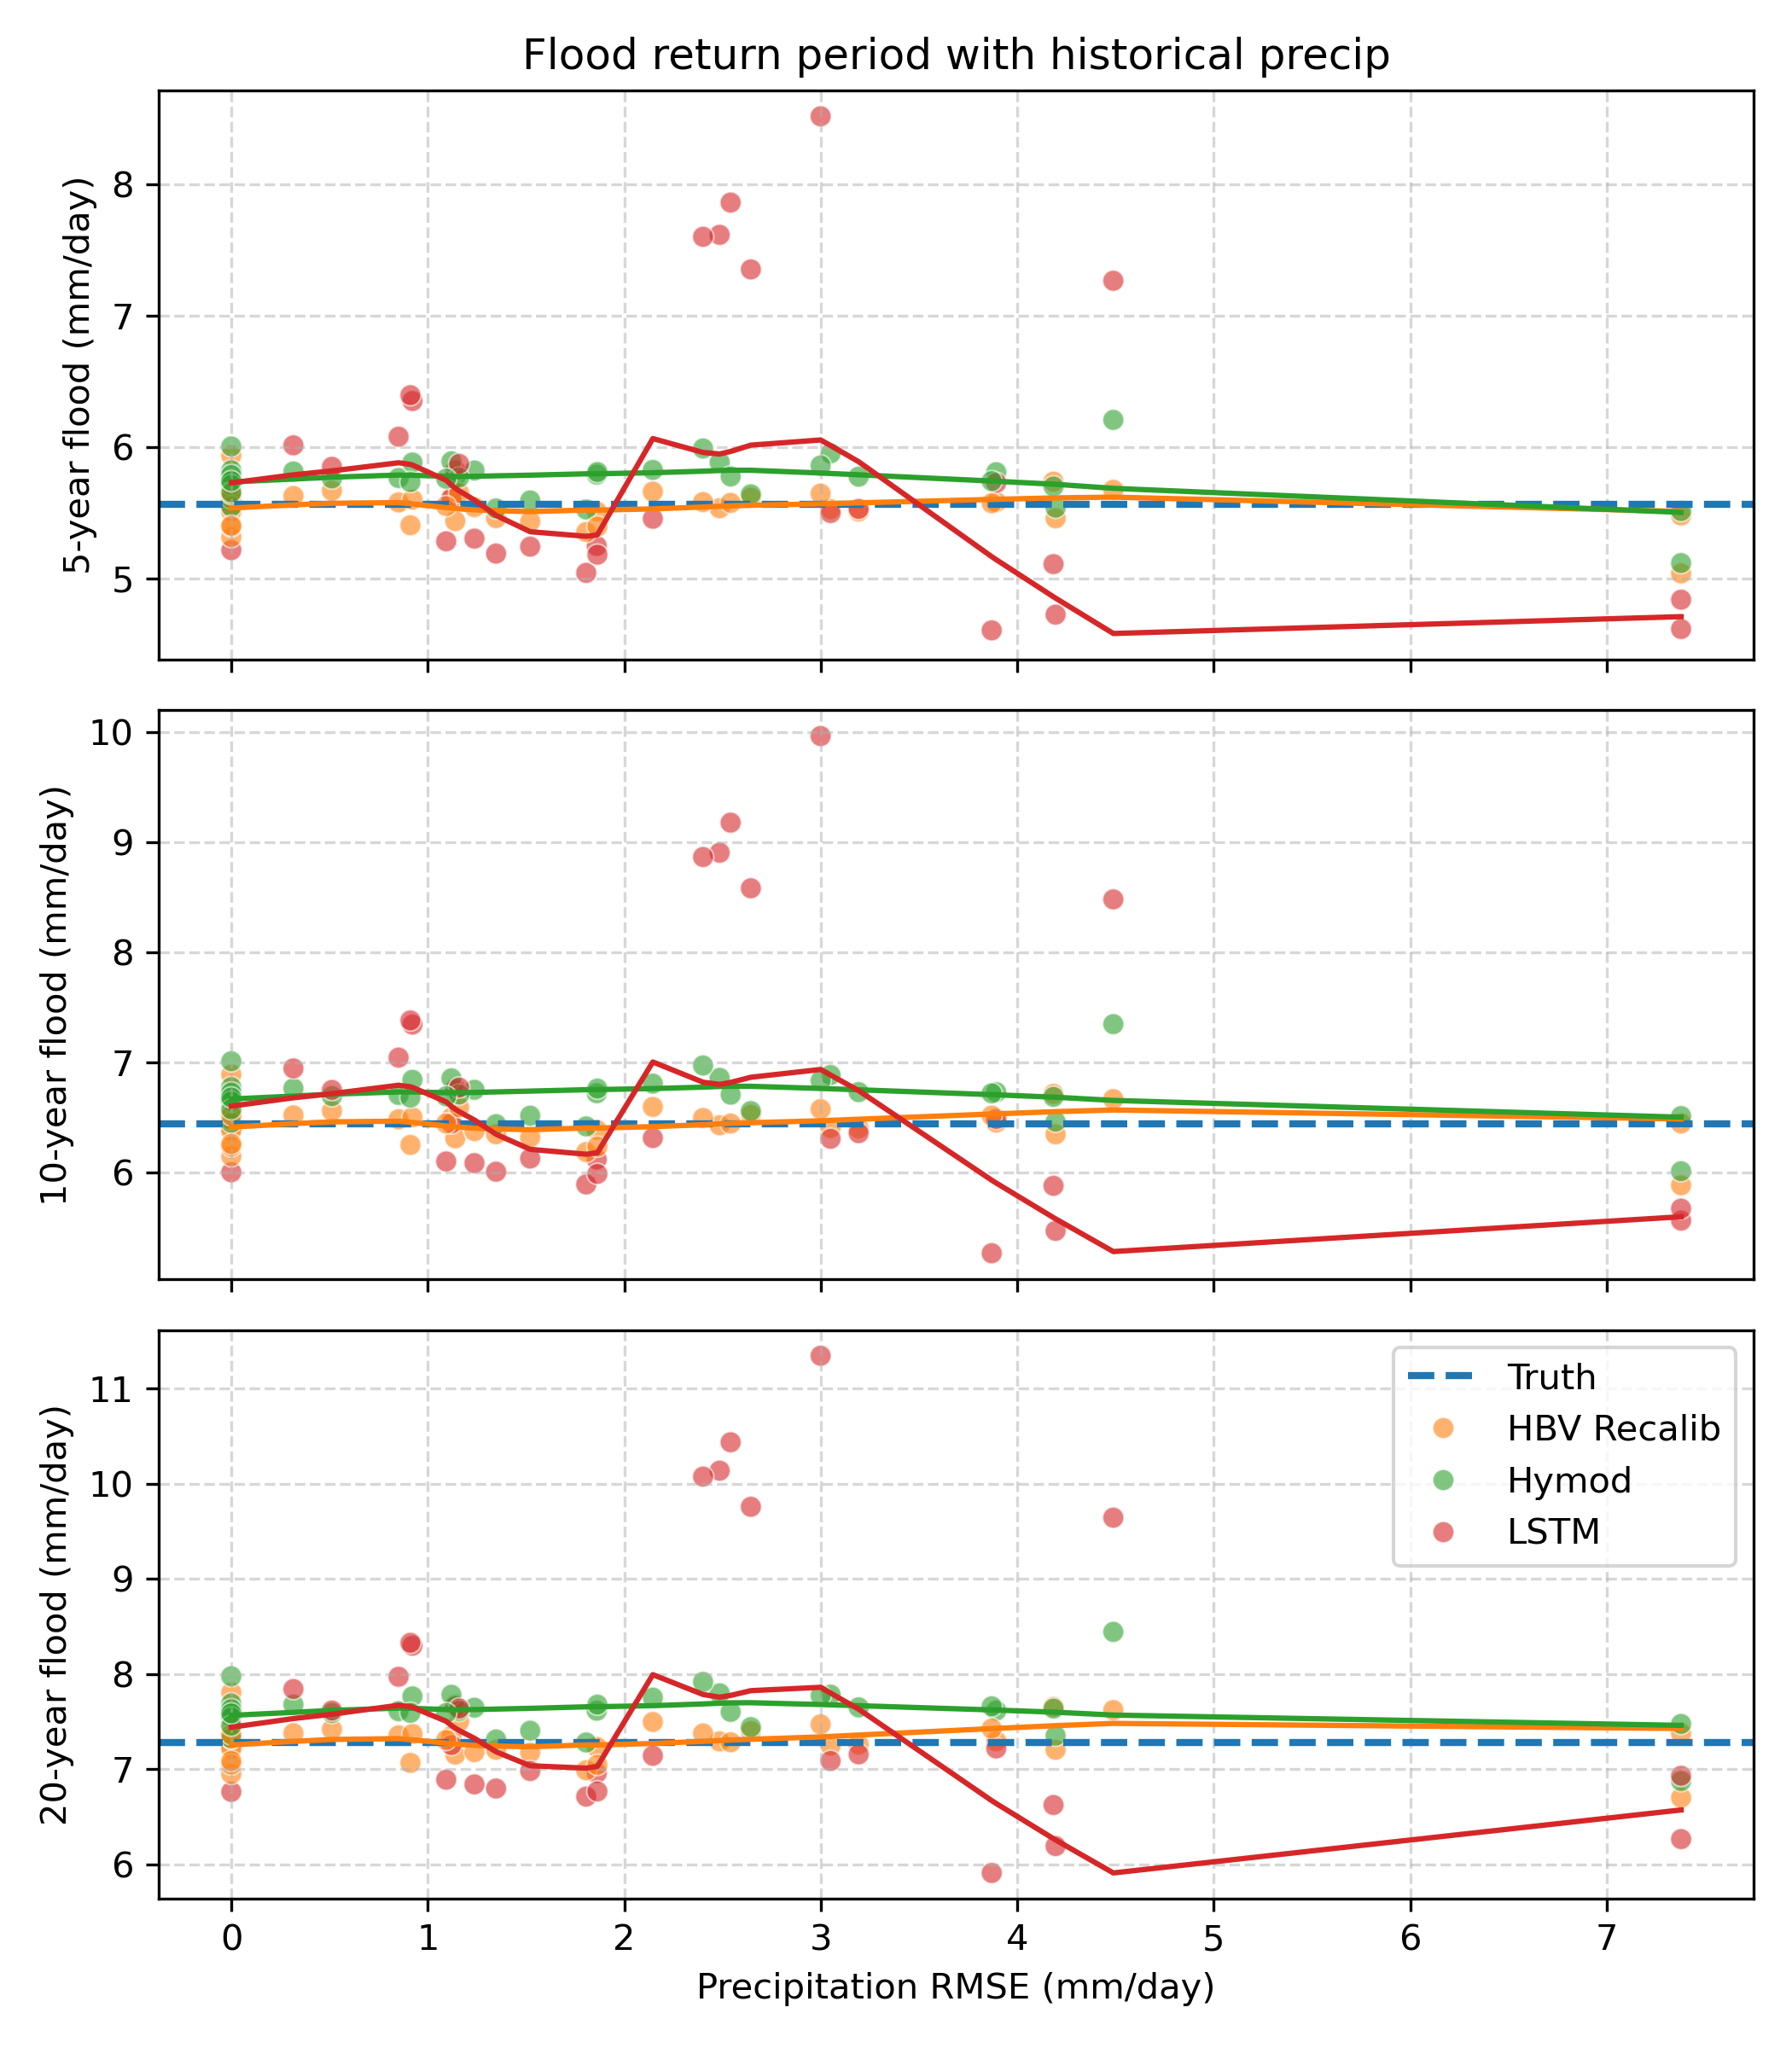 Flood return period with historical precip
8
7
6
5
5-year flood (mm/day)
10
9
8
7
6
10-year flood (mm/day)
11
10
9
8
7
6
20-year flood (mm/day)
Truth
HBV Recalib
Hymod
LSTM
0 1 2 3 4 5 6 7
Precipitation RMSE (mm/day)